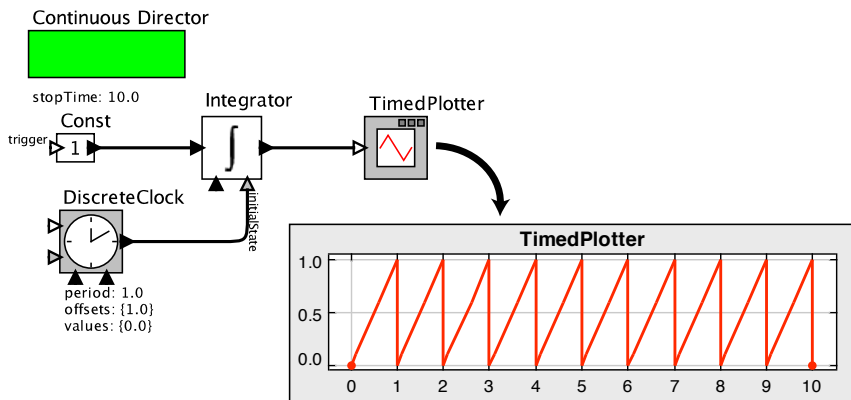 Continuous Director
stopTime: 10.0
Const
trigger
1
Integrator
initialState
TimedPlotter
DiscreteClock
period: 1.0
offsets: {1.0}
values: {0.0}
TimedPlotter
1.0
0.5
0.0
0 1 2 3 4 5 6 7 8 9 10